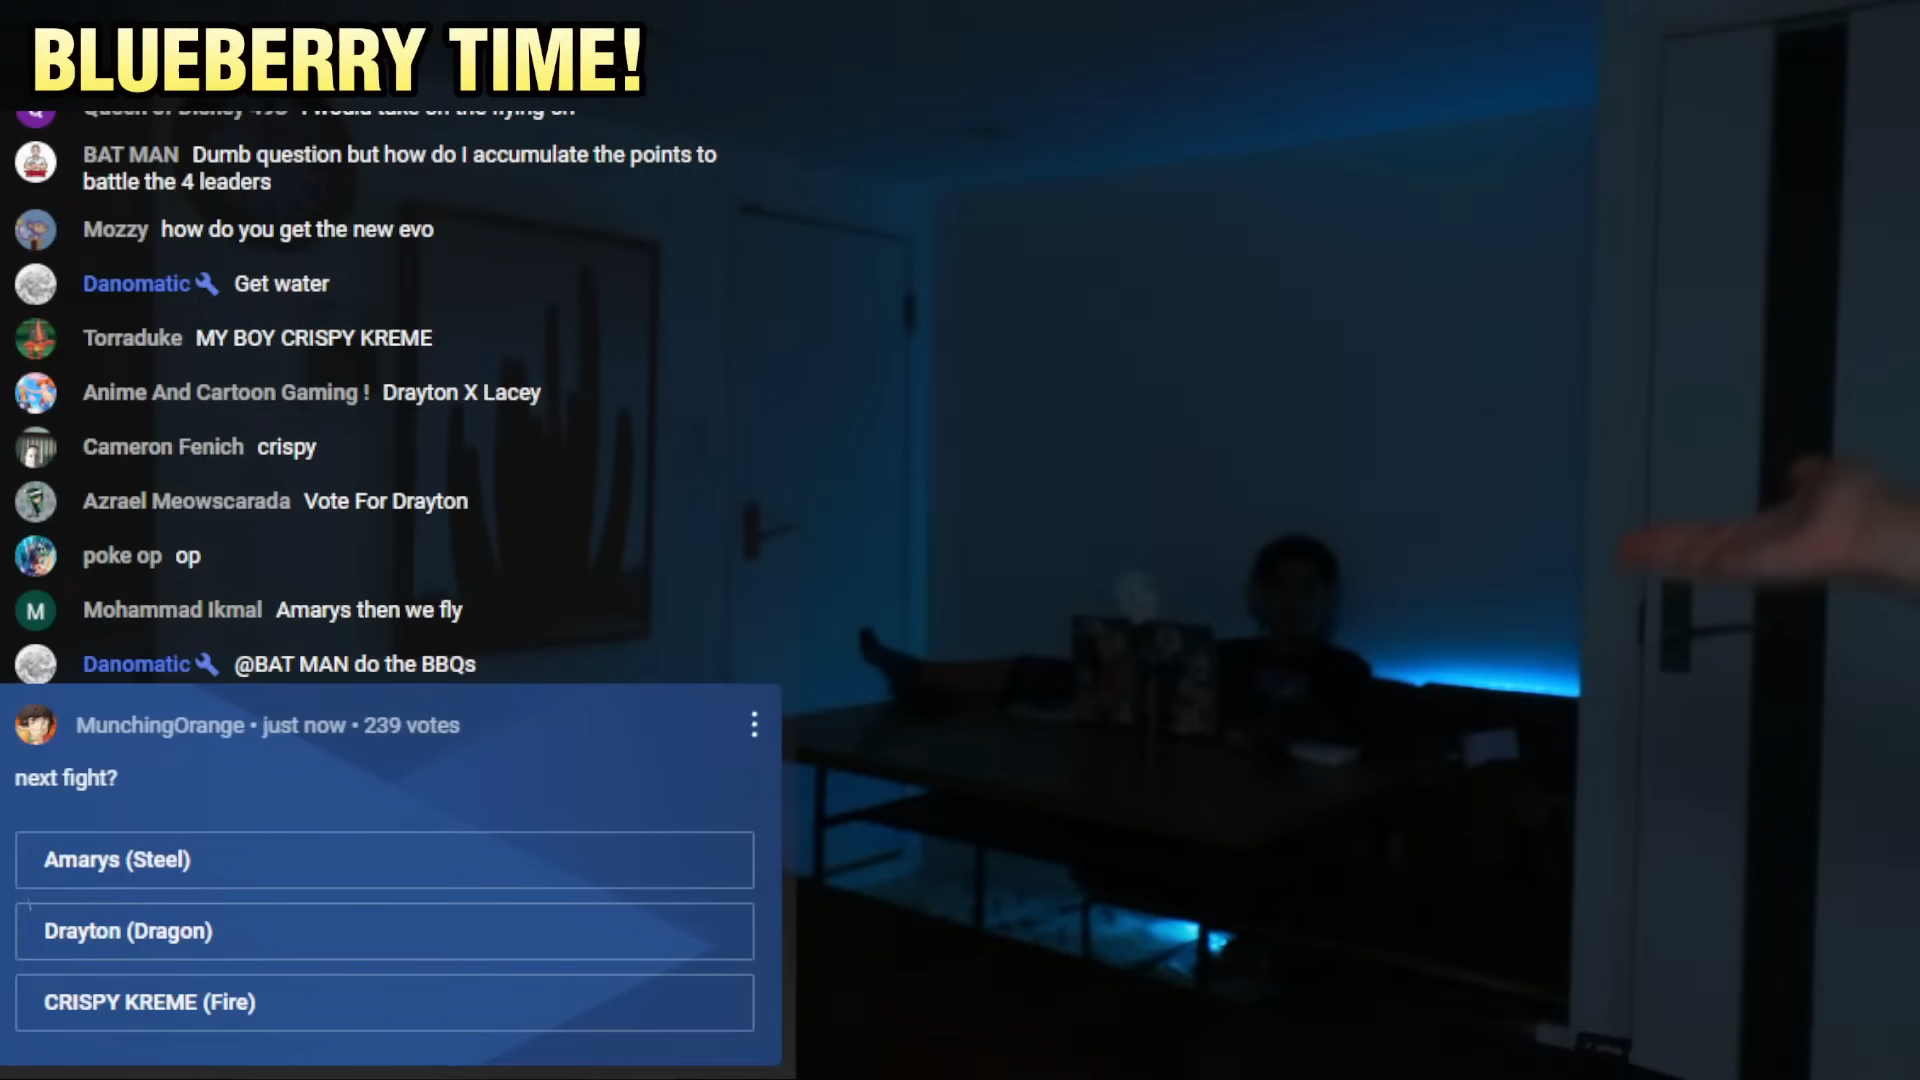 BLUEBERRY TIME!
BAT MAN Dumb question but how do I accumulate the points to
battle the 4 leaders
Mozzy how do you get the new evo
Danomatic Get water
Torraduke MY BOY CRISPY KREME
Anime And Cartoon Gaming ! Drayton X Lacey
Cameron Fenich crispy
Azrael Meowscarada Vote For Drayton
poke op op
M Mohammad Ikmal Amarys then we fly
Danomatic @BAT MAN do the BBQs
MunchingOrange • just now • 239 votes
next fight?
Amarys (Steel)
Drayton (Dragon)
CRISPY KREME (Fire)